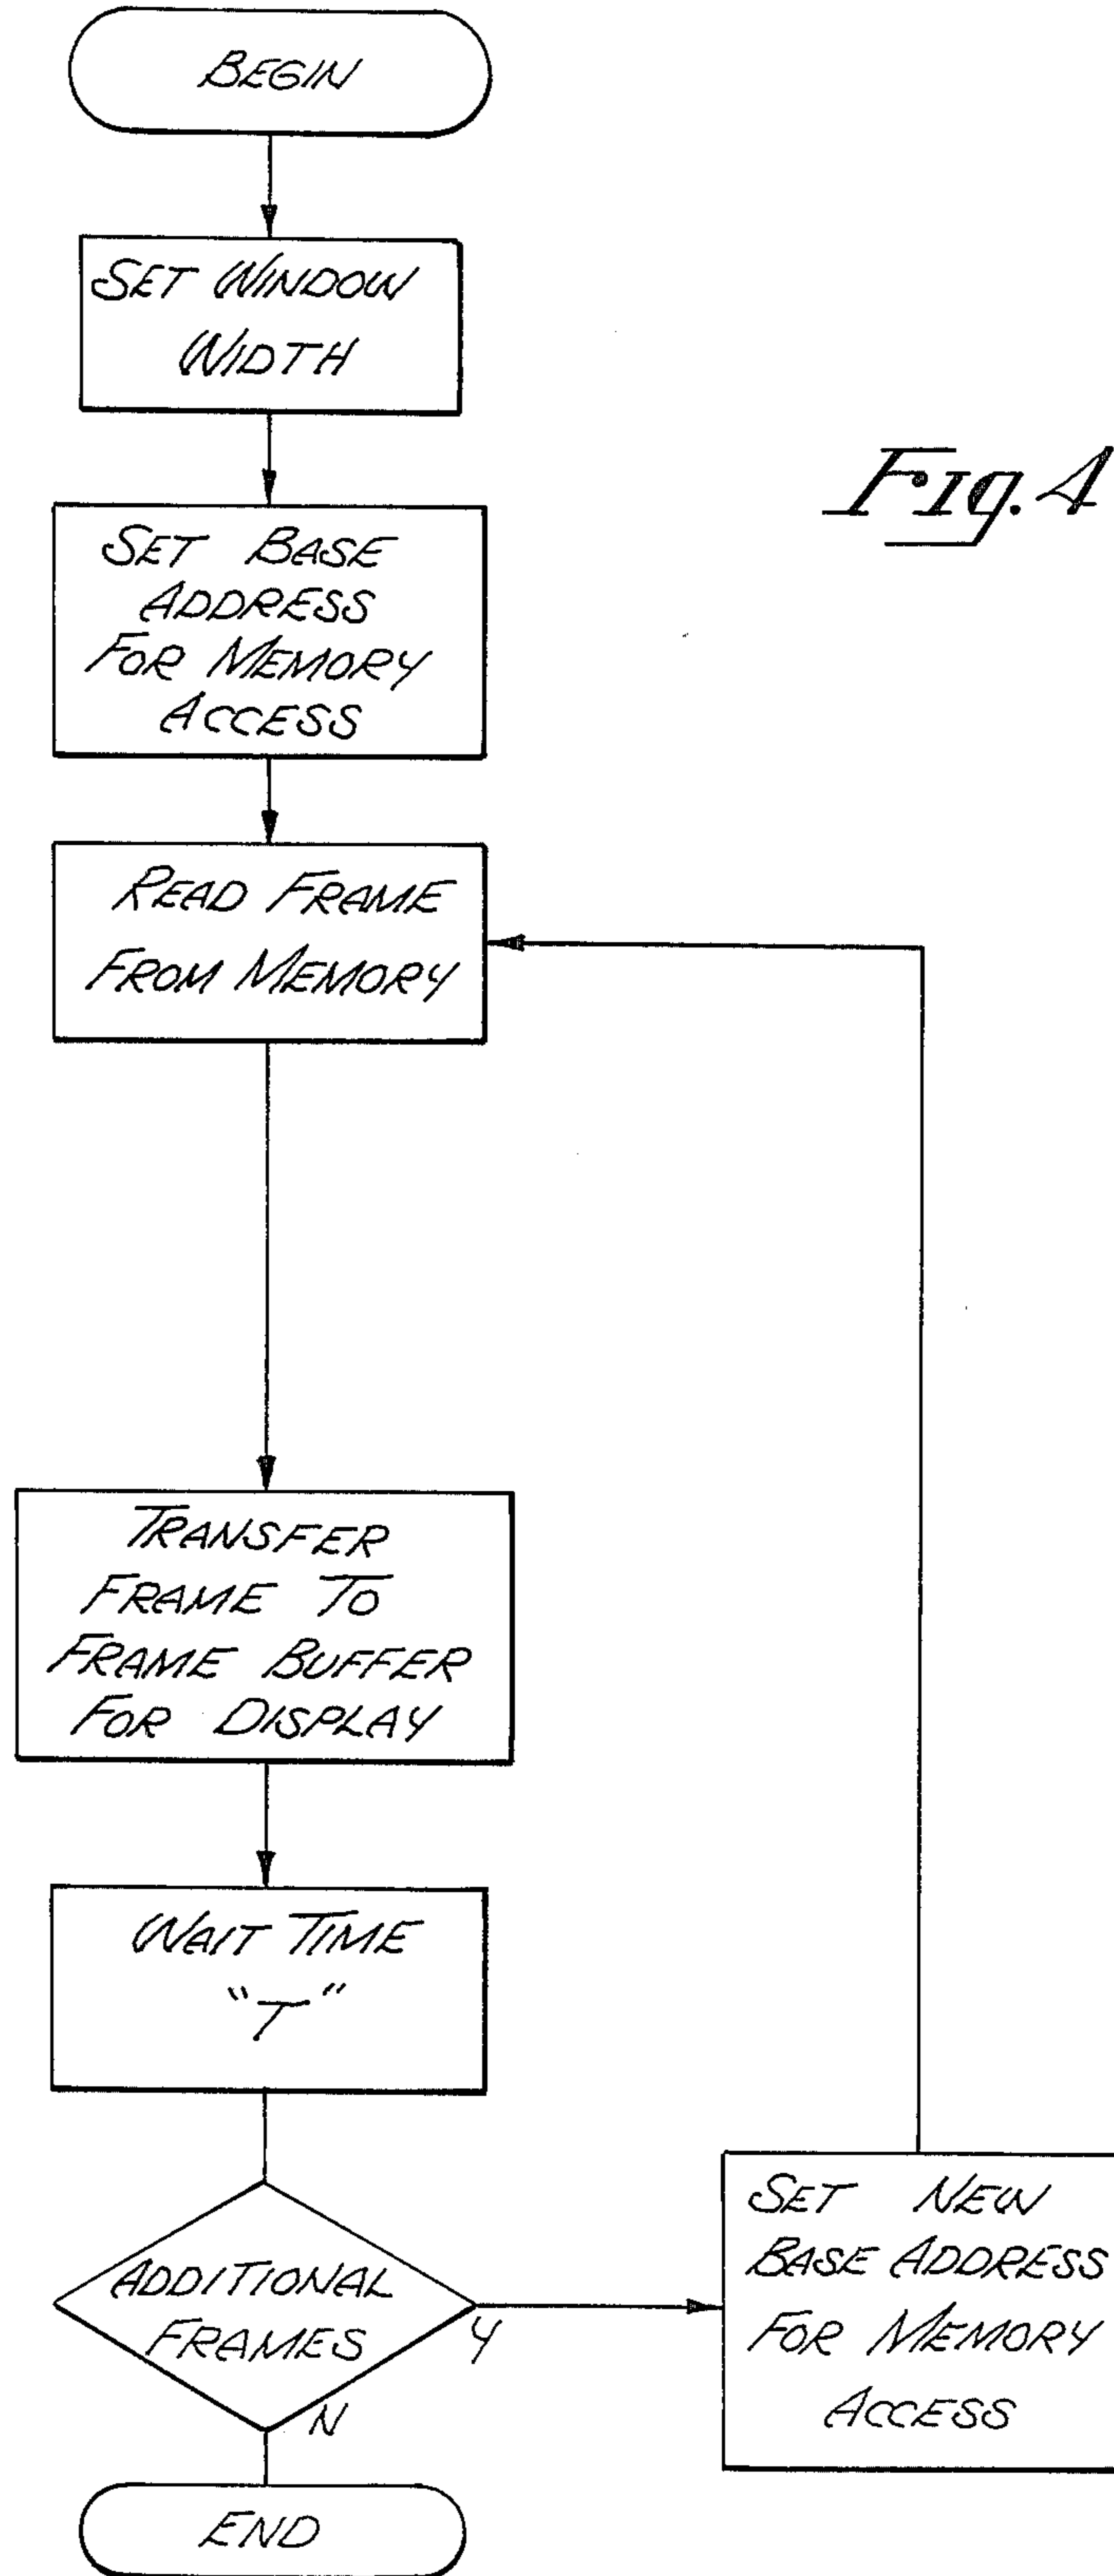 BEGIN
SET WINDOW
WIDTH
Fig. 4
SET BASE
ADDRESS
FOR MEMORY
ACCESS
READ FRAME
FROM MEMORY
TRANSFER
FRAME TO
FRAME BUFFER
FOR DISPLAY
WAIT TIME
"T"
ADDITIONAL
FRAMES
Y
N
SET NEW
BASE ADDRESS
FOR MEMORY
ACCESS
END